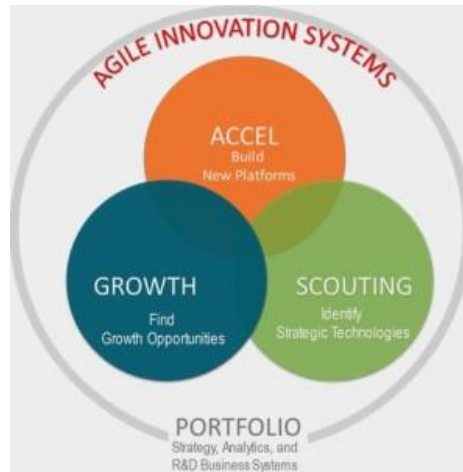 AGILE INNOVATION SYSTEMS
ACCEL
Build
New Platforms
GROWTH
Find
Growth Opportunities
SCOUTING
Identify
Strategic Technologies
PORTFOLIO
Strategy, Analytics, and
R&D Business Systems